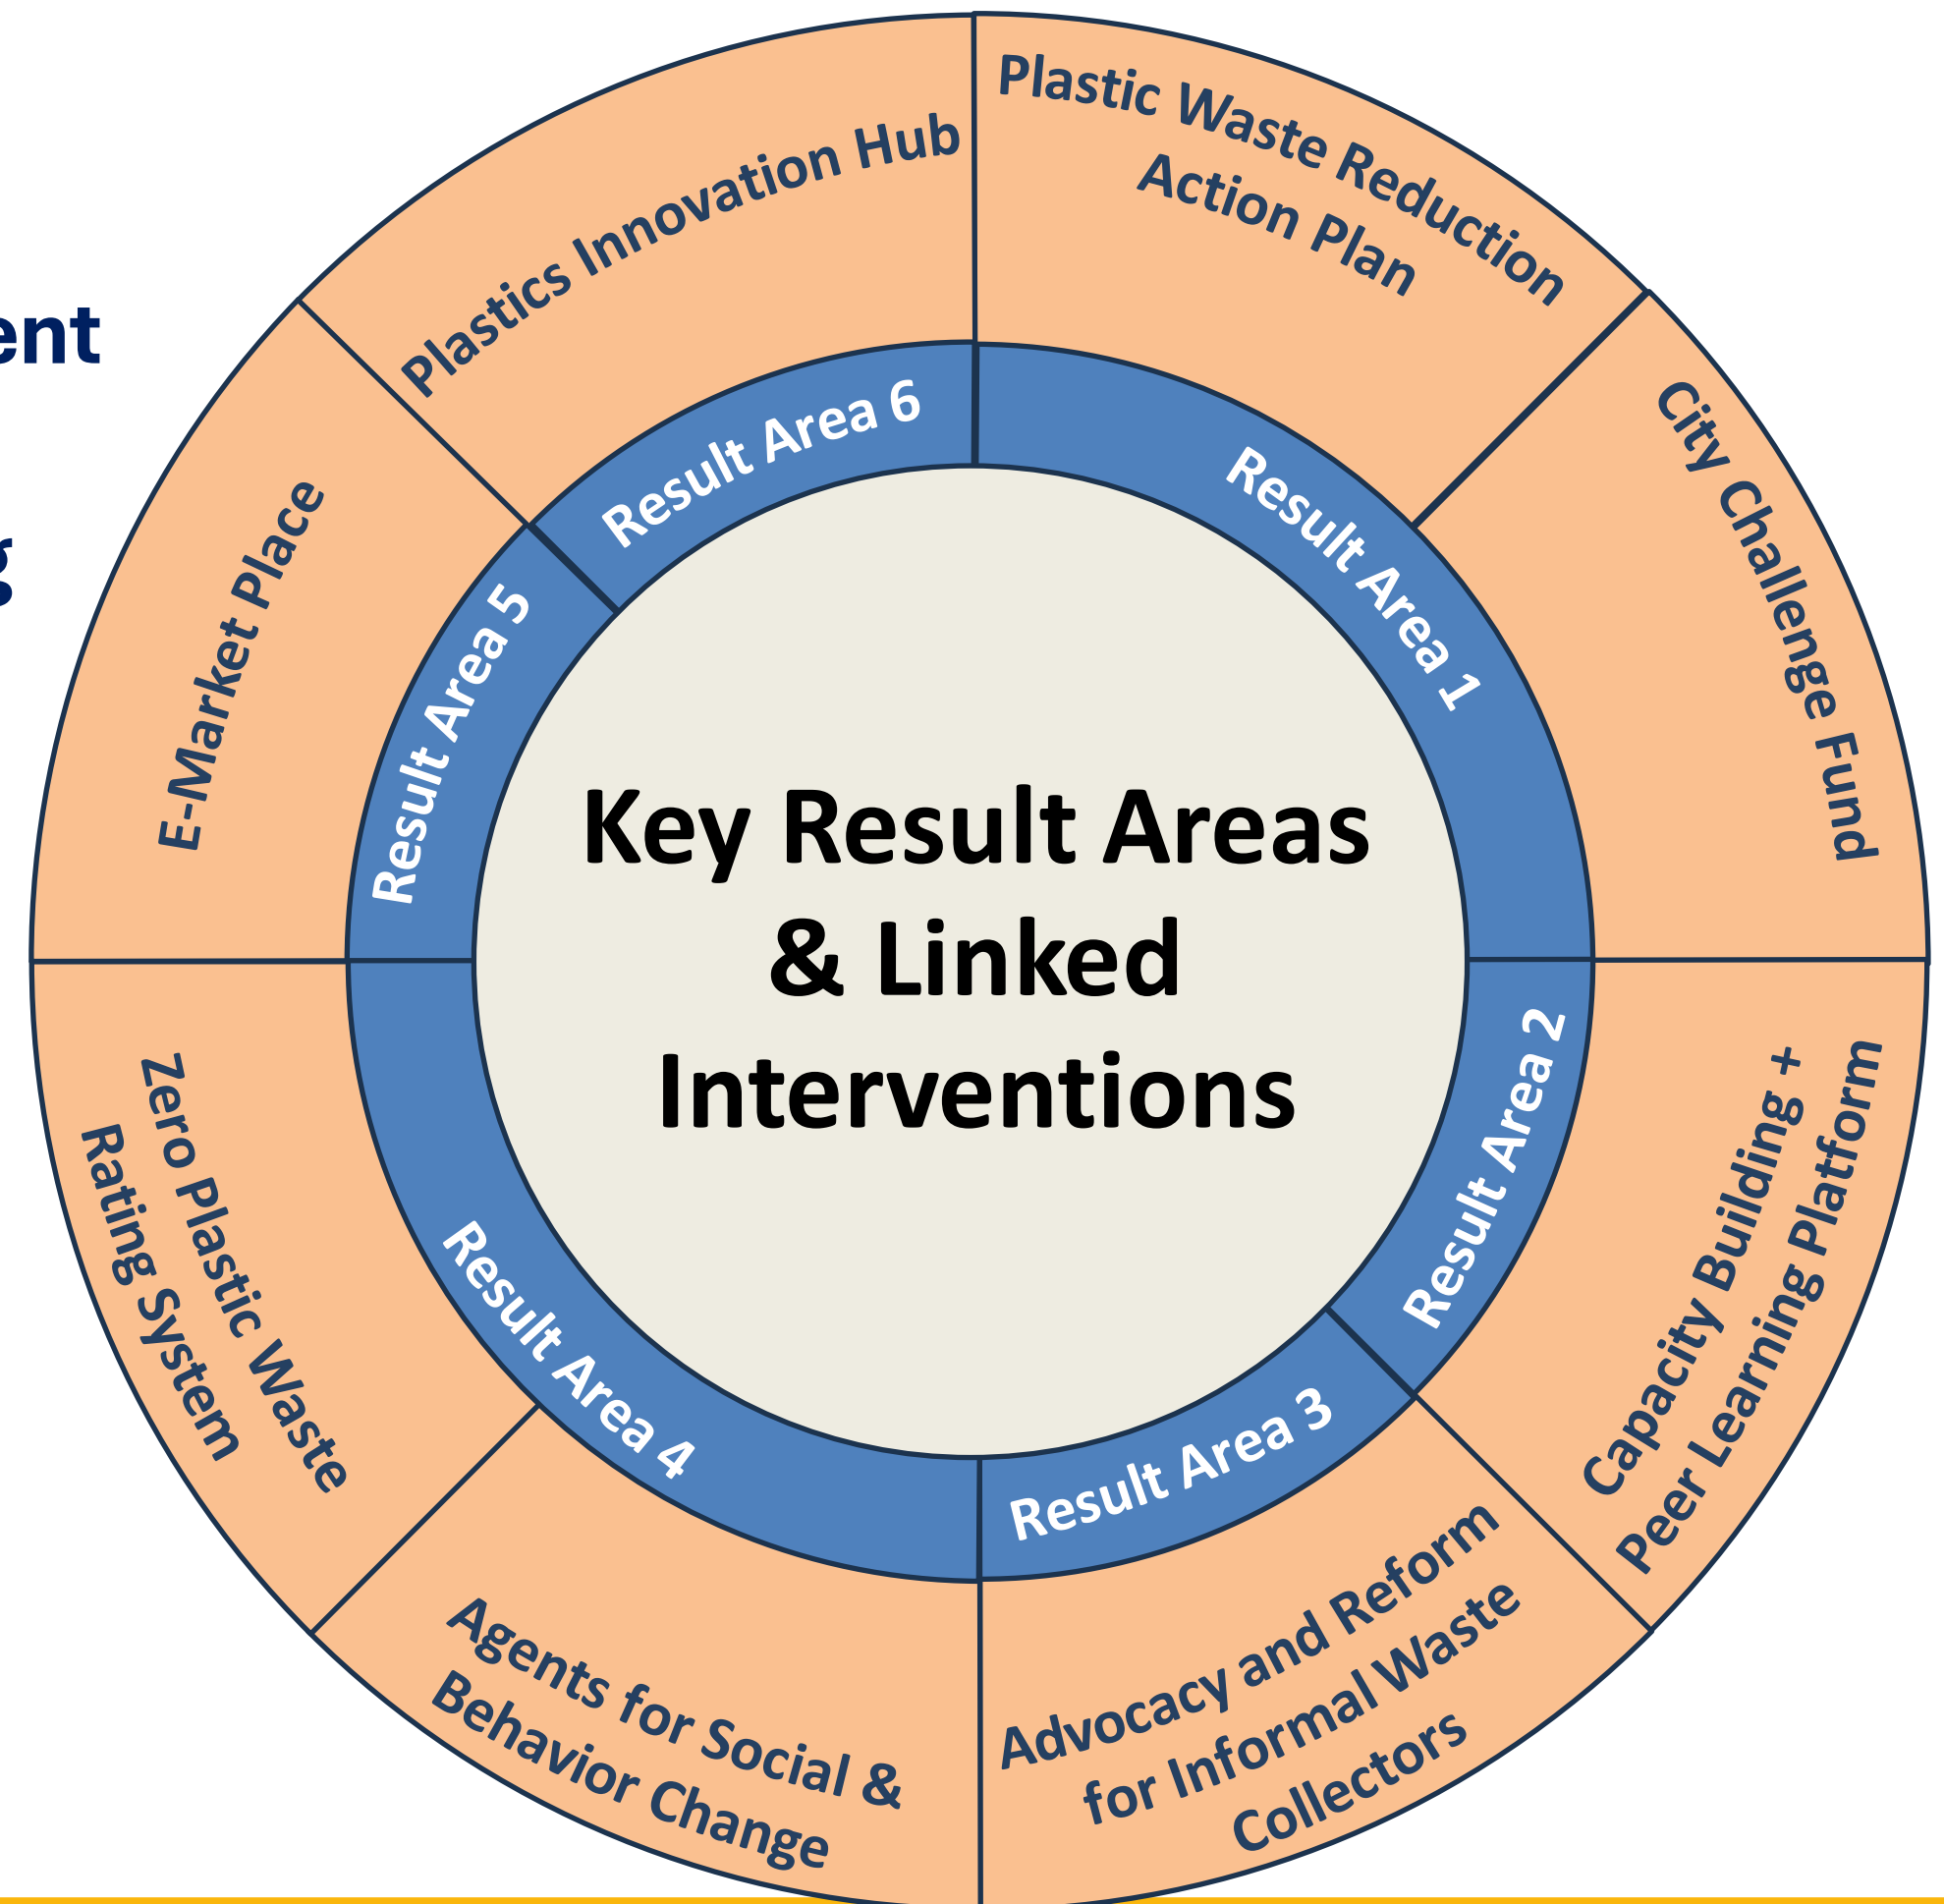 ent
Key Result Areas
& Linked
Interventions
Result Area 1
Result Area 2
Result Area 3
Result Area 4
Result Area 5
Result Area 6
Plastic Waste Reduction
Action Plan
City Challenge Fund
Capacity Building +
Peer Learning Platform
Advocacy and Reform
for Informal Waste
Collectors
Agents for Social &
Behavior Change
Zero Plastic Waste
Rating System
E-Market Place
Plastics Innovation Hub